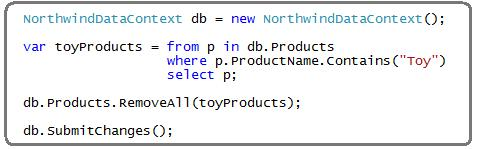 NorthwindDataContext db = new NorthwindDataContext();
var toyProducts = from p in db.Products
where p.ProductName.Contains("Toy")
select p;
db.Products.RemoveAll(toyProducts);
db.SubmitChanges();